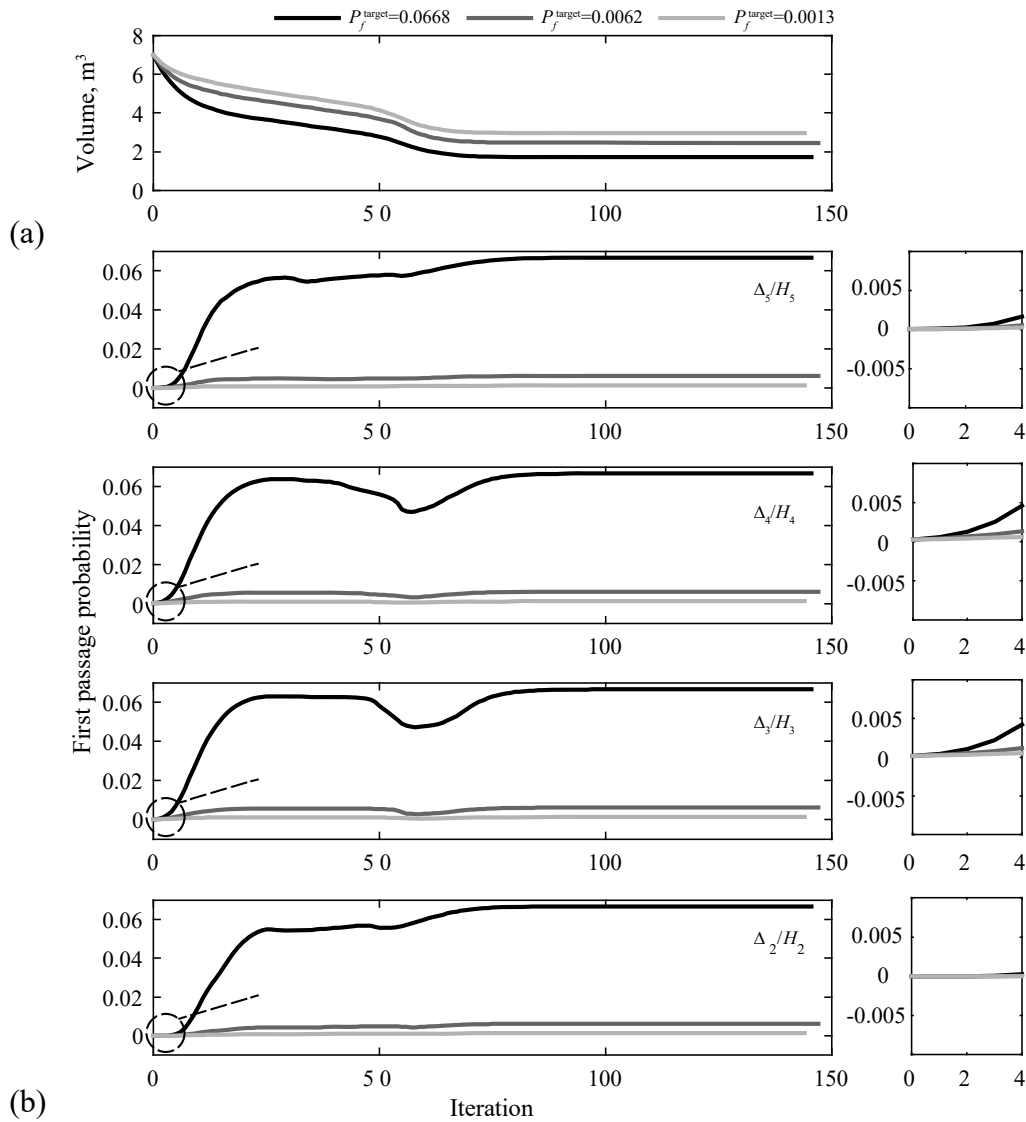 P_f^target=0.0668 P_f^target=0.0062 P_f^target=0.0013
Volume, m³
8
6
4
2
0
0 5 0 100 150
(a)
First passage probability
0.06
0.04
0.02
0
Δ₅/H₅
0 5 0 100 150
0.005
0
-0.005
0 2 4
0.06
0.04
0.02
0
Δ₄/H₄
0 5 0 100 150
0.005
0
-0.005
0 2 4
0.06
0.04
0.02
0
Δ₃/H₃
0 5 0 100 150
0.005
0
-0.005
0 2 4
0.06
0.04
0.02
0
Δ₂/H₂
0 5 0 100 150
0.005
0
-0.005
0 2 4
(b)
Iteration